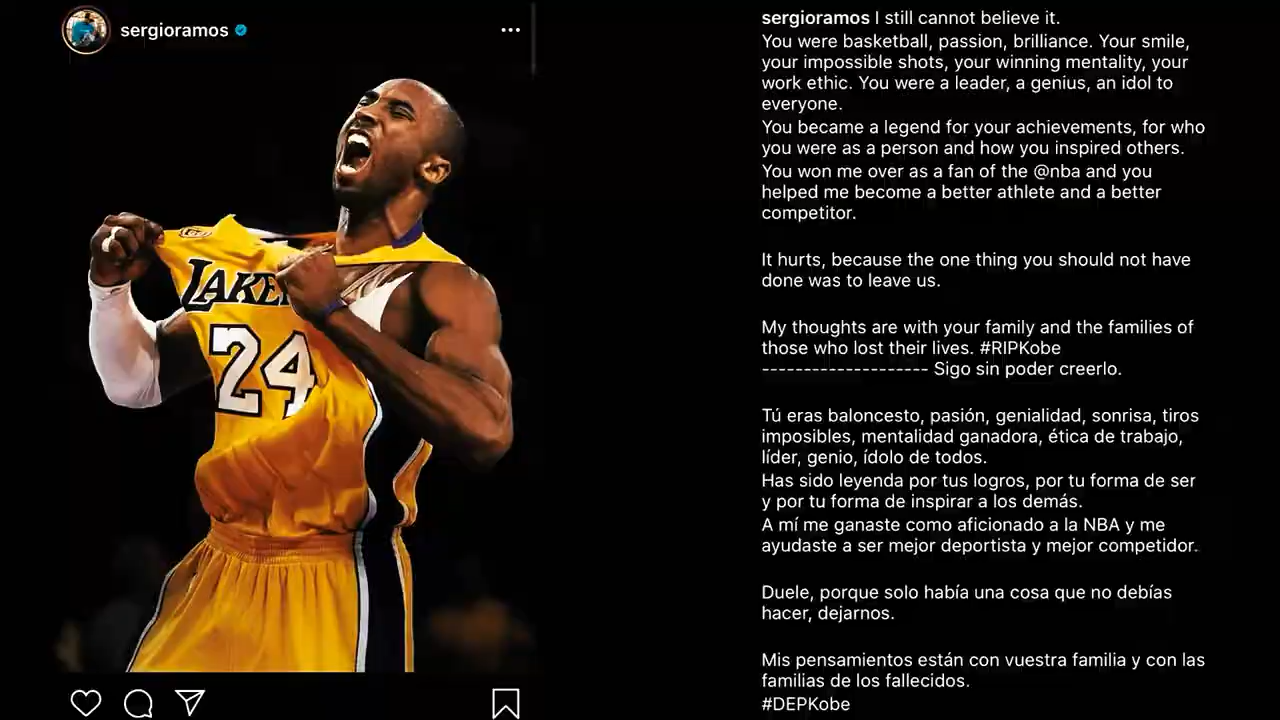 sergioramos
LAKE
24
sergioramos I still cannot believe it.
You were basketball, passion, brilliance. Your smile,
your impossible shots, your winning mentality, your
work ethic. You were a leader, a genius, an idol to
everyone.
You became a legend for your achievements, for who
you were as a person and how you inspired others.
You won me over as a fan of the @nba and you
helped me become a better athlete and a better
competitor.
It hurts, because the one thing you should not have
done was to leave us.
My thoughts are with your family and the families of
those who lost their lives. #RIPKobe
-------------------- Sigo sin poder creerlo.
Tú eras baloncesto, pasión, genialidad, sonrisa, tiros
imposibles, mentalidad ganadora, ética de trabajo,
líder, genio, ídolo de todos.
Has sido leyenda por tus logros, por tu forma de ser
y por tu forma de inspirar a los demás.
A mí me ganaste como aficionado a la NBA y me
ayudaste a ser mejor deportista y mejor competidor.
Duele, porque solo había una cosa que no debías
hacer, dejarnos.
Mis pensamientos están con vuestra familia y con las
familias de los fallecidos.
#DEPKobe